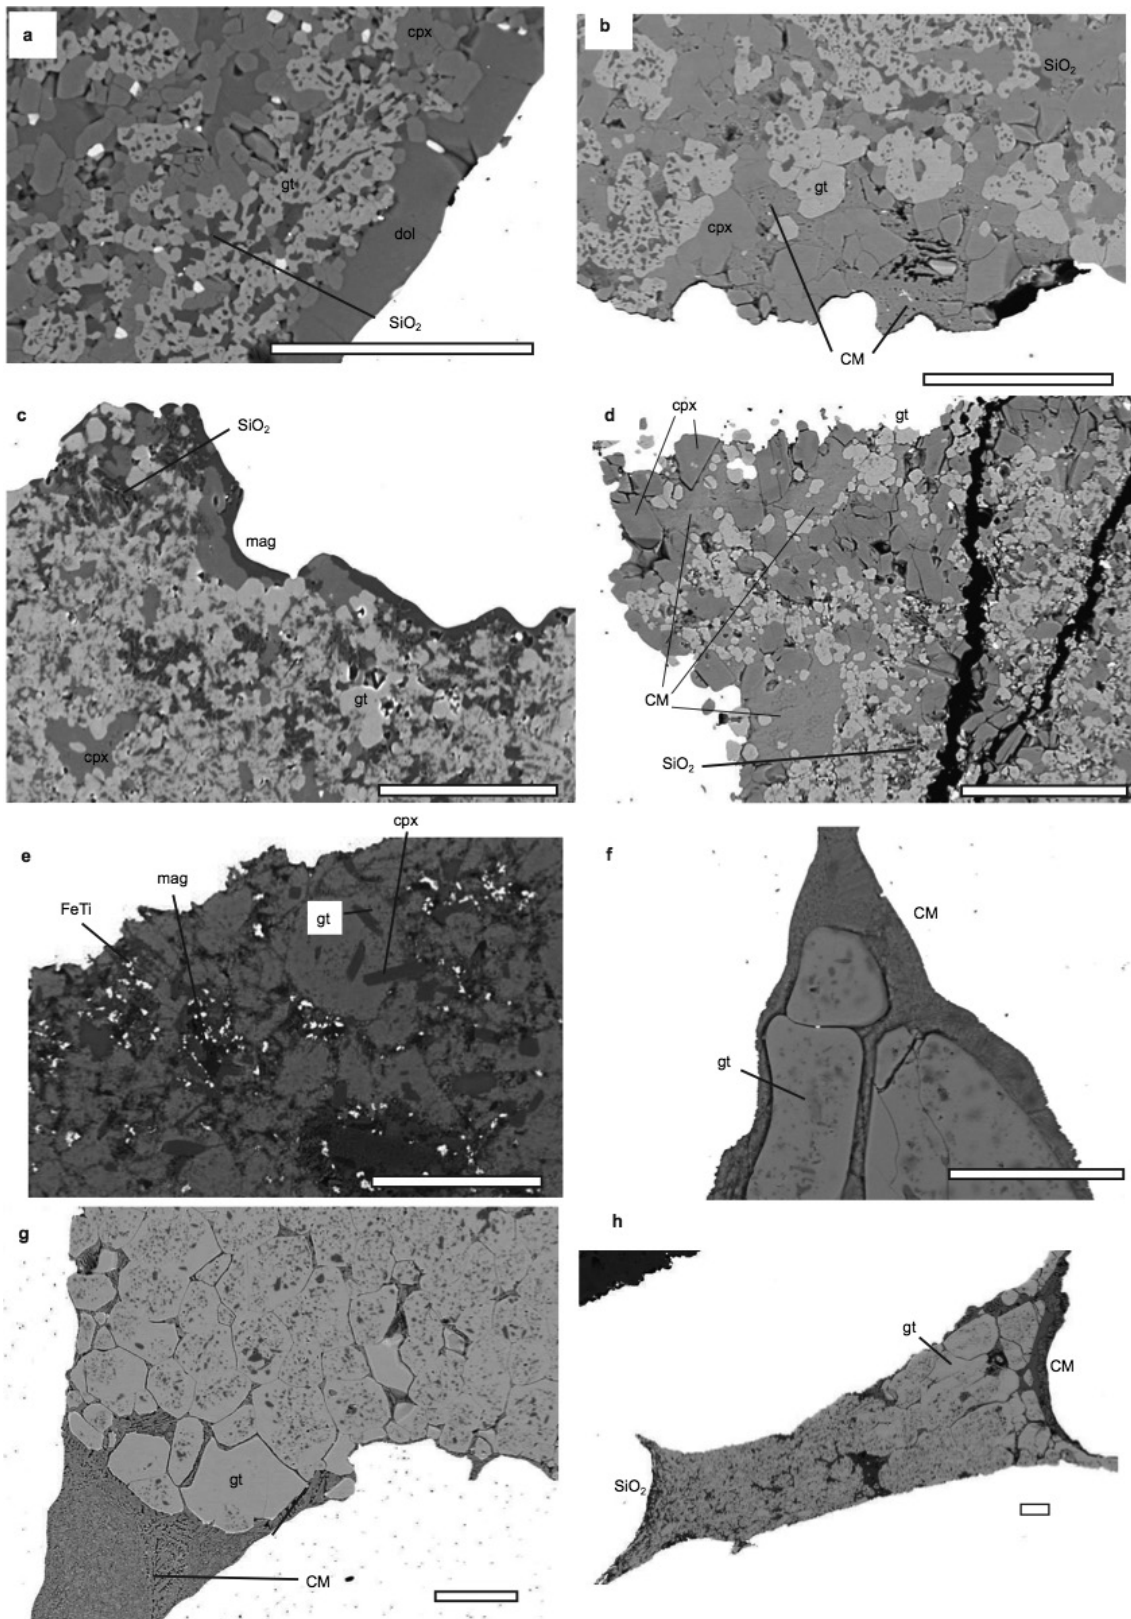 a
cpx
gt
dol
SiO₂
b
SiO₂
gt
cpx
CM
c
SiO₂
mag
gt
cpx
d
cpx
gt
CM
SiO₂
e
cpx
mag
FeTi
gt
f
CM
gt
g
gt
CM
h
gt
CM
SiO₂